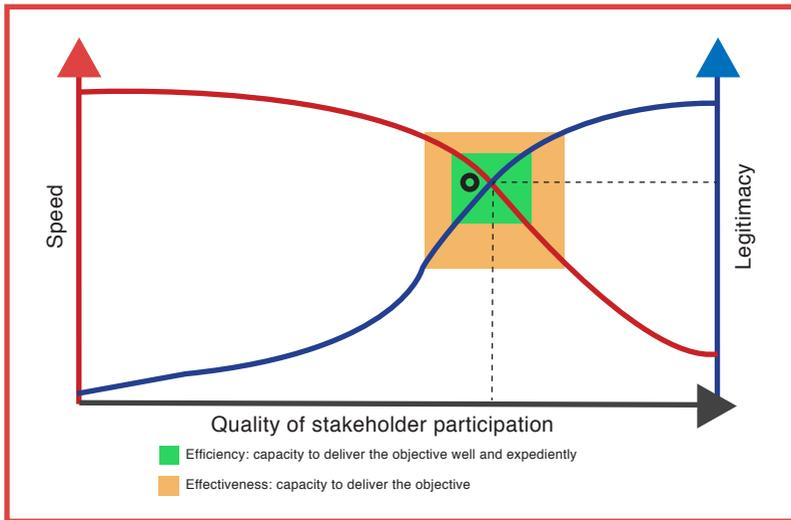 Speed
Legitimacy
Quality of stakeholder participation
Efficiency: capacity to deliver the objective well and expediently
Effectiveness: capacity to deliver the objective